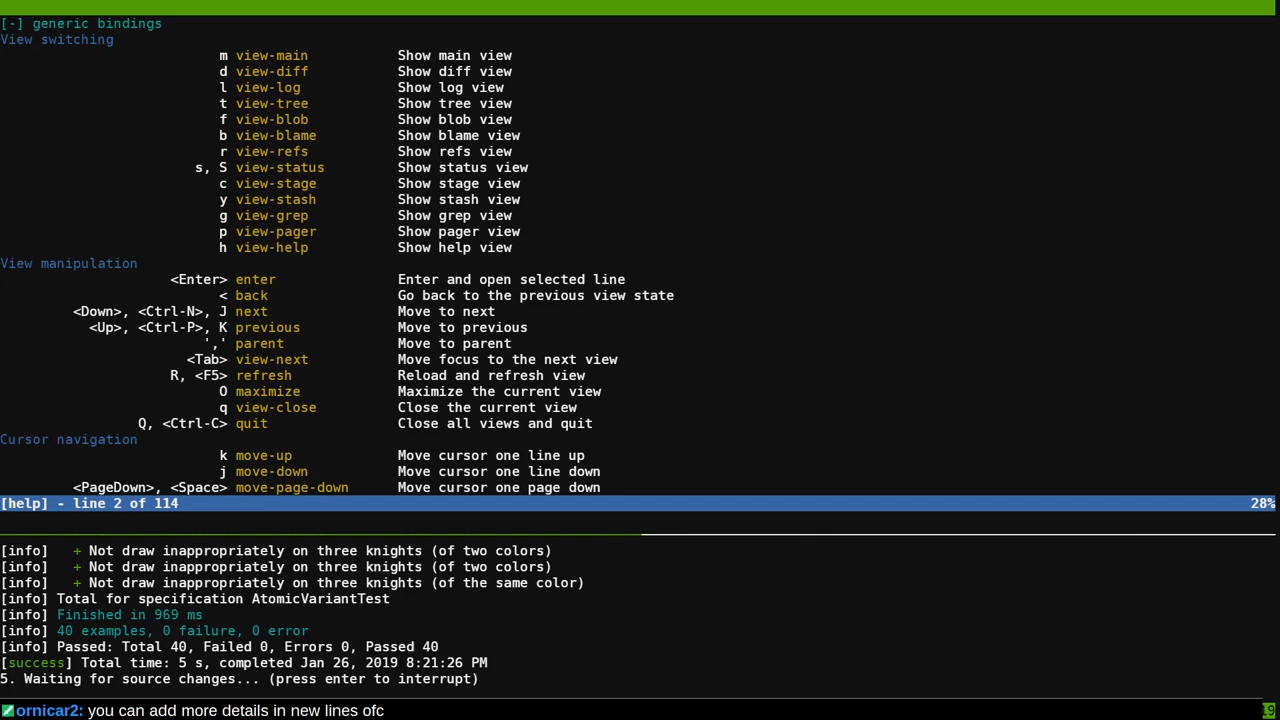 [-] generic bindings
View switching
m view-main Show main view
d view-diff Show diff view
l view-log Show log view
t view-tree Show tree view
f view-blob Show blob view
b view-blame Show blame view
r view-refs Show refs view
s, S view-status Show status view
c view-stage Show stage view
y view-stash Show stash view
g view-grep Show grep view
p view-pager Show pager view
h view-help Show help view
View manipulation
<Enter> enter Enter and open selected line
< back Go back to the previous view state
<Down>, <Ctrl-N>, J next Move to next
<Up>, <Ctrl-P>, K previous Move to previous
',' parent Move to parent
<Tab> view-next Move focus to the next view
R, <F5> refresh Reload and refresh view
O maximize Maximize the current view
q view-close Close the current view
Q, <Ctrl-C> quit Close all views and quit
Cursor navigation
k move-up Move cursor one line up
j move-down Move cursor one line down
<PageDown>, <Space> move-page-down Move cursor one page down
[help] - line 2 of 114 28%
[info] + Not draw inappropriately on three knights (of two colors)
[info] + Not draw inappropriately on three knights (of two colors)
[info] + Not draw inappropriately on three knights (of the same color)
[info] Total for specification AtomicVariantTest
[info] Finished in 969 ms
[info] 40 examples, 0 failure, 0 error
[info] Passed: Total 40, Failed 0, Errors 0, Passed 40
[success] Total time: 5 s, completed Jan 26, 2019 8:21:26 PM
5. Waiting for source changes... (press enter to interrupt)
ornicar2: you can add more details in new lines ofc
19